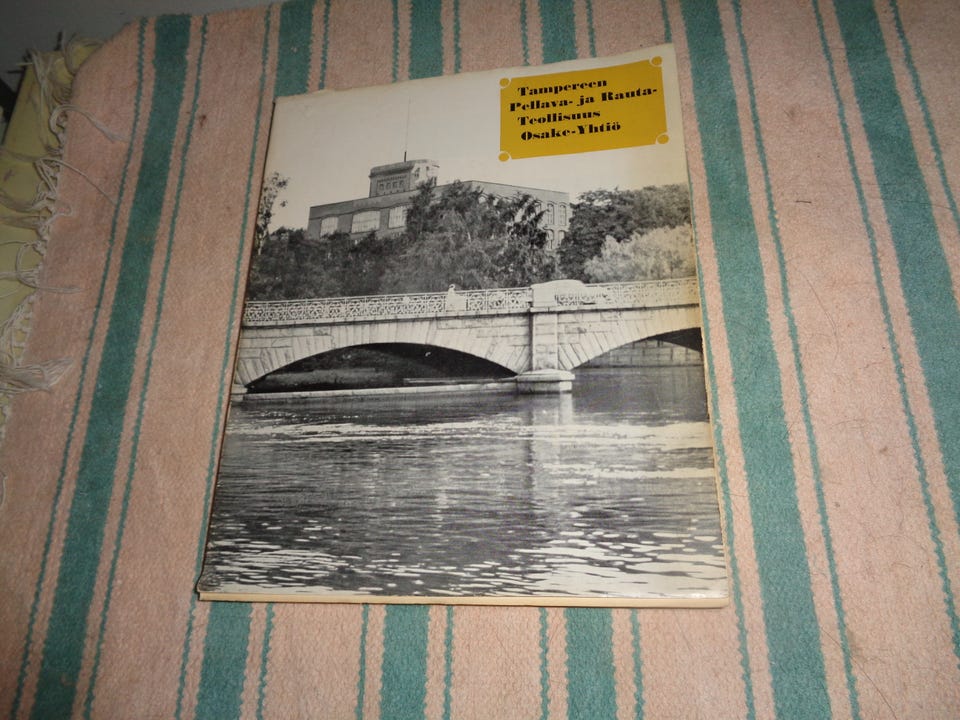 Tampereen
Pellava- ja Rauta-
Teollisuus
Osake-Yhtiö